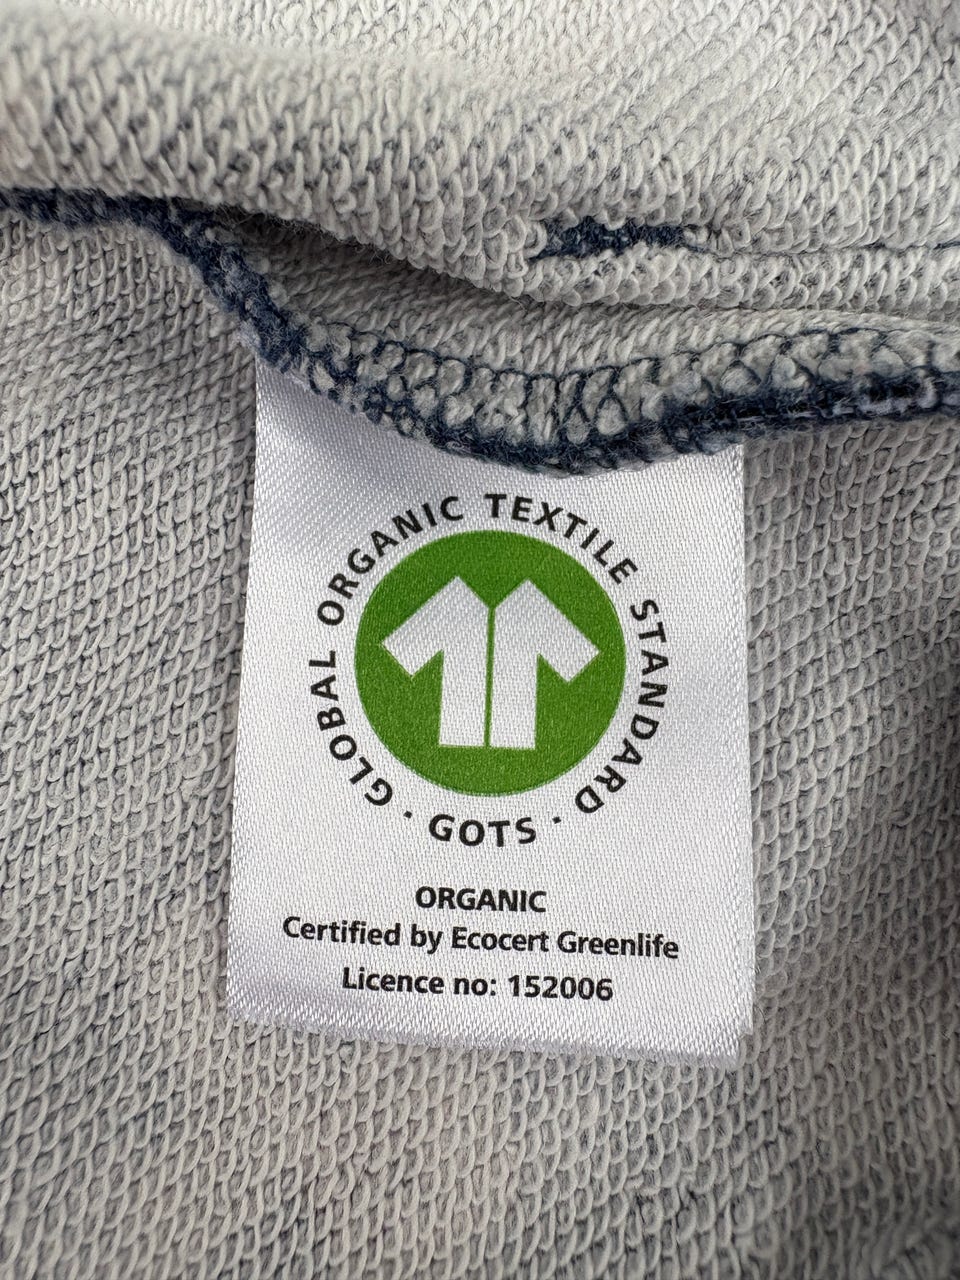 GLOBAL ORGANIC TEXTILE STANDARD · GOTS ·
ORGANIC
Certified by Ecocert Greenlife
Licence no: 152006